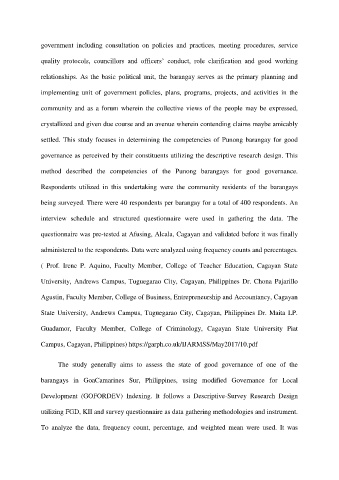 government including consultation on policies and practices, meeting procedures, service
quality protocols, councillors and officers' conduct, role clarification and good working
relationships. As the basic political unit, the barangay serves as the primary planning and
implementing unit of government policies, plans, programs, projects, and activities in the
community and as a forum wherein the collective views of the people may be expressed,
crystallized and given due course and an avenue wherein contending claims maybe amicably
settled. This study focuses in determining the competencies of Punong barangay for good
governance as perceived by their constituents utilizing the descriptive research design. This
method described the competencies of the Punong barangays for good governance.
Respondents utilized in this undertaking were the community residents of the barangays
being surveyed. There were 40 respondents per barangay for a total of 400 respondents. An
interview schedule and structured questionnaire were used in gathering the data. The
questionnaire was pre-tested at Afusing, Alcala, Cagayan and validated before it was finally
administered to the respondents. Data were analyzed using frequency counts and percentages.
( Prof. Irene P. Aquino, Faculty Member, College of Teacher Education, Cagayan State
University, Andrews Campus, Tuguegarao City, Cagayan, Philippines Dr. Chona Pajarillo
Agustin, Faculty Member, College of Business, Entrepreneurship and Accountancy, Cagayan
State University, Andrews Campus, Tuguegarao City, Cagayan, Philippines Dr. Maita LP.
Guadamor, Faculty Member, College of Criminology, Cagayan State University Piat
Campus, Cagayan, Philippines) https://garph.co.uk/IJARMSS/May2017/10.pdf
The study generally aims to assess the state of good governance of one of the
barangays in GoaCamarines Sur, Philippines, using modified Governance for Local
Development (GOFORDEV) Indexing. It follows a Descriptive-Survey Research Design
utilizing FGD, KII and survey questionnaire as data gathering methodologies and instrument.
To analyze the data, frequency count, percentage, and weighted mean were used. It was